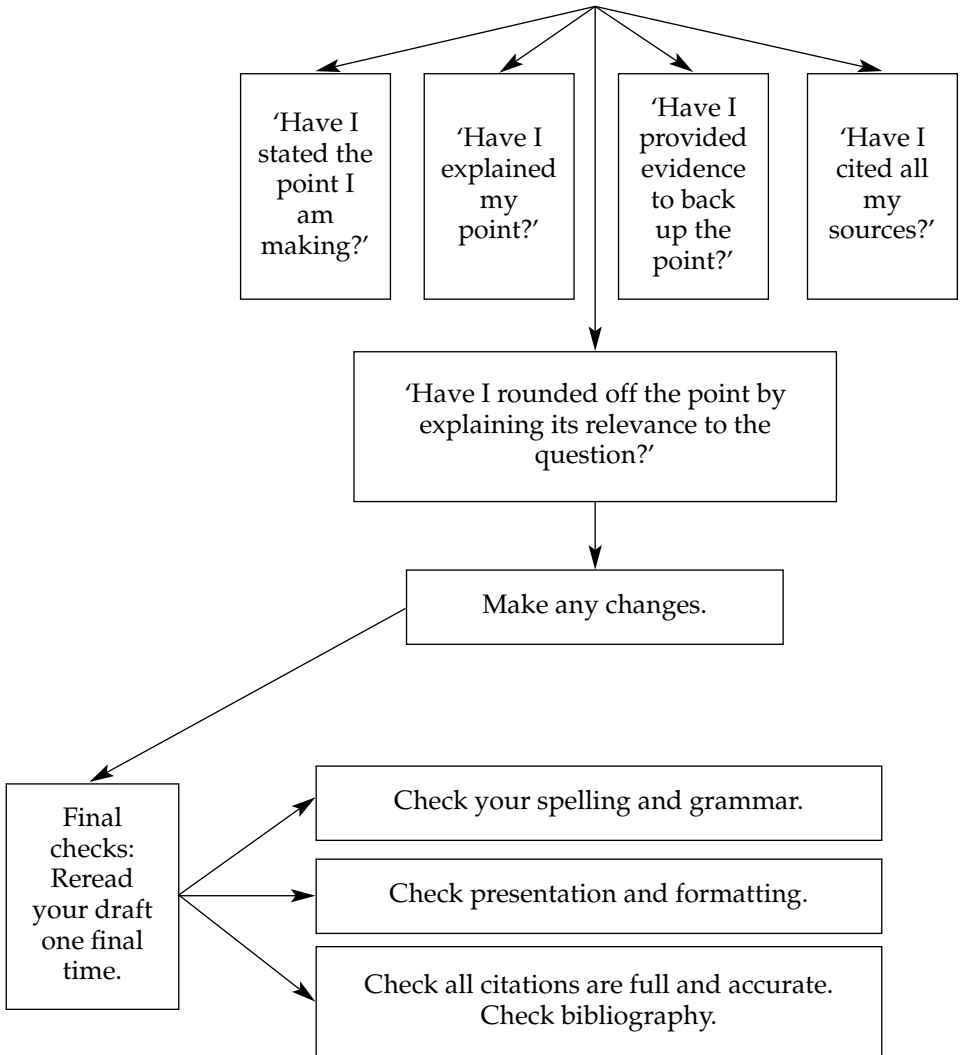 ‘Have I
stated the
point I
am
making?’
‘Have I
explained
my
point?’
‘Have I
provided
evidence
to back
up the
point?’
‘Have I
cited all
my
sources?’
‘Have I rounded off the point by
explaining its relevance to the
question?’
Make any changes.
Final
checks:
Reread
your draft
one final
time.
Check your spelling and grammar.
Check presentation and formatting.
Check all citations are full and accurate.
Check bibliography.